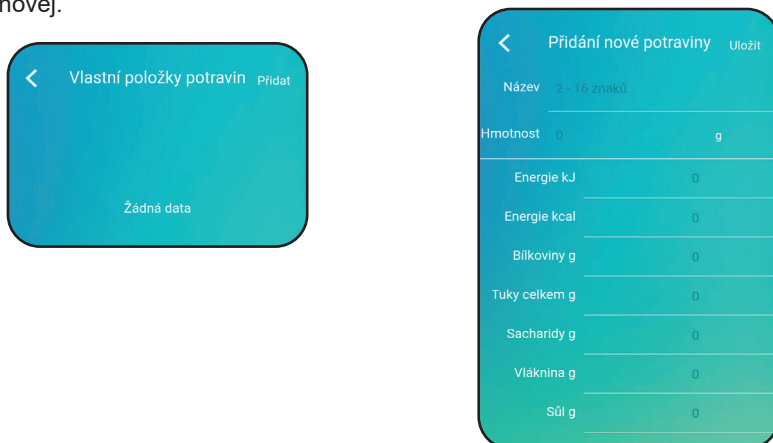 Vlastní položky potravin Přidat
Žádná data
Přidání nové potraviny Uložit
Název 2 - 16 znaků
Hmotnost 0 g
Energie kJ 0
Energie kcal 0
Bílkoviny g 0
Tuky celkem g 0
Sacharidy g 0
Vláknina g 0
Sůl g 0